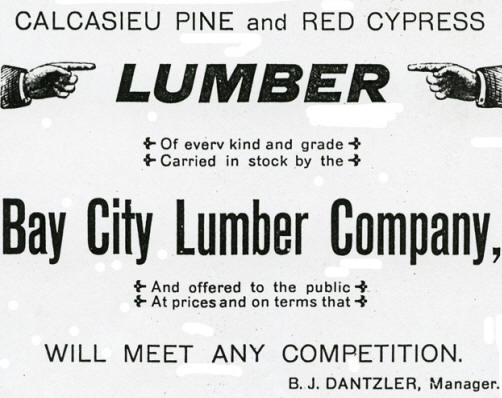 CALCASIEU PINE and RED CYPRESS
LUMBER
Of every kind and grade
Carried in stock by the
Bay City Lumber Company,
And offered to the public
At prices and on terms that
WILL MEET ANY COMPETITION.
B. J. DANTZLER, Manager.